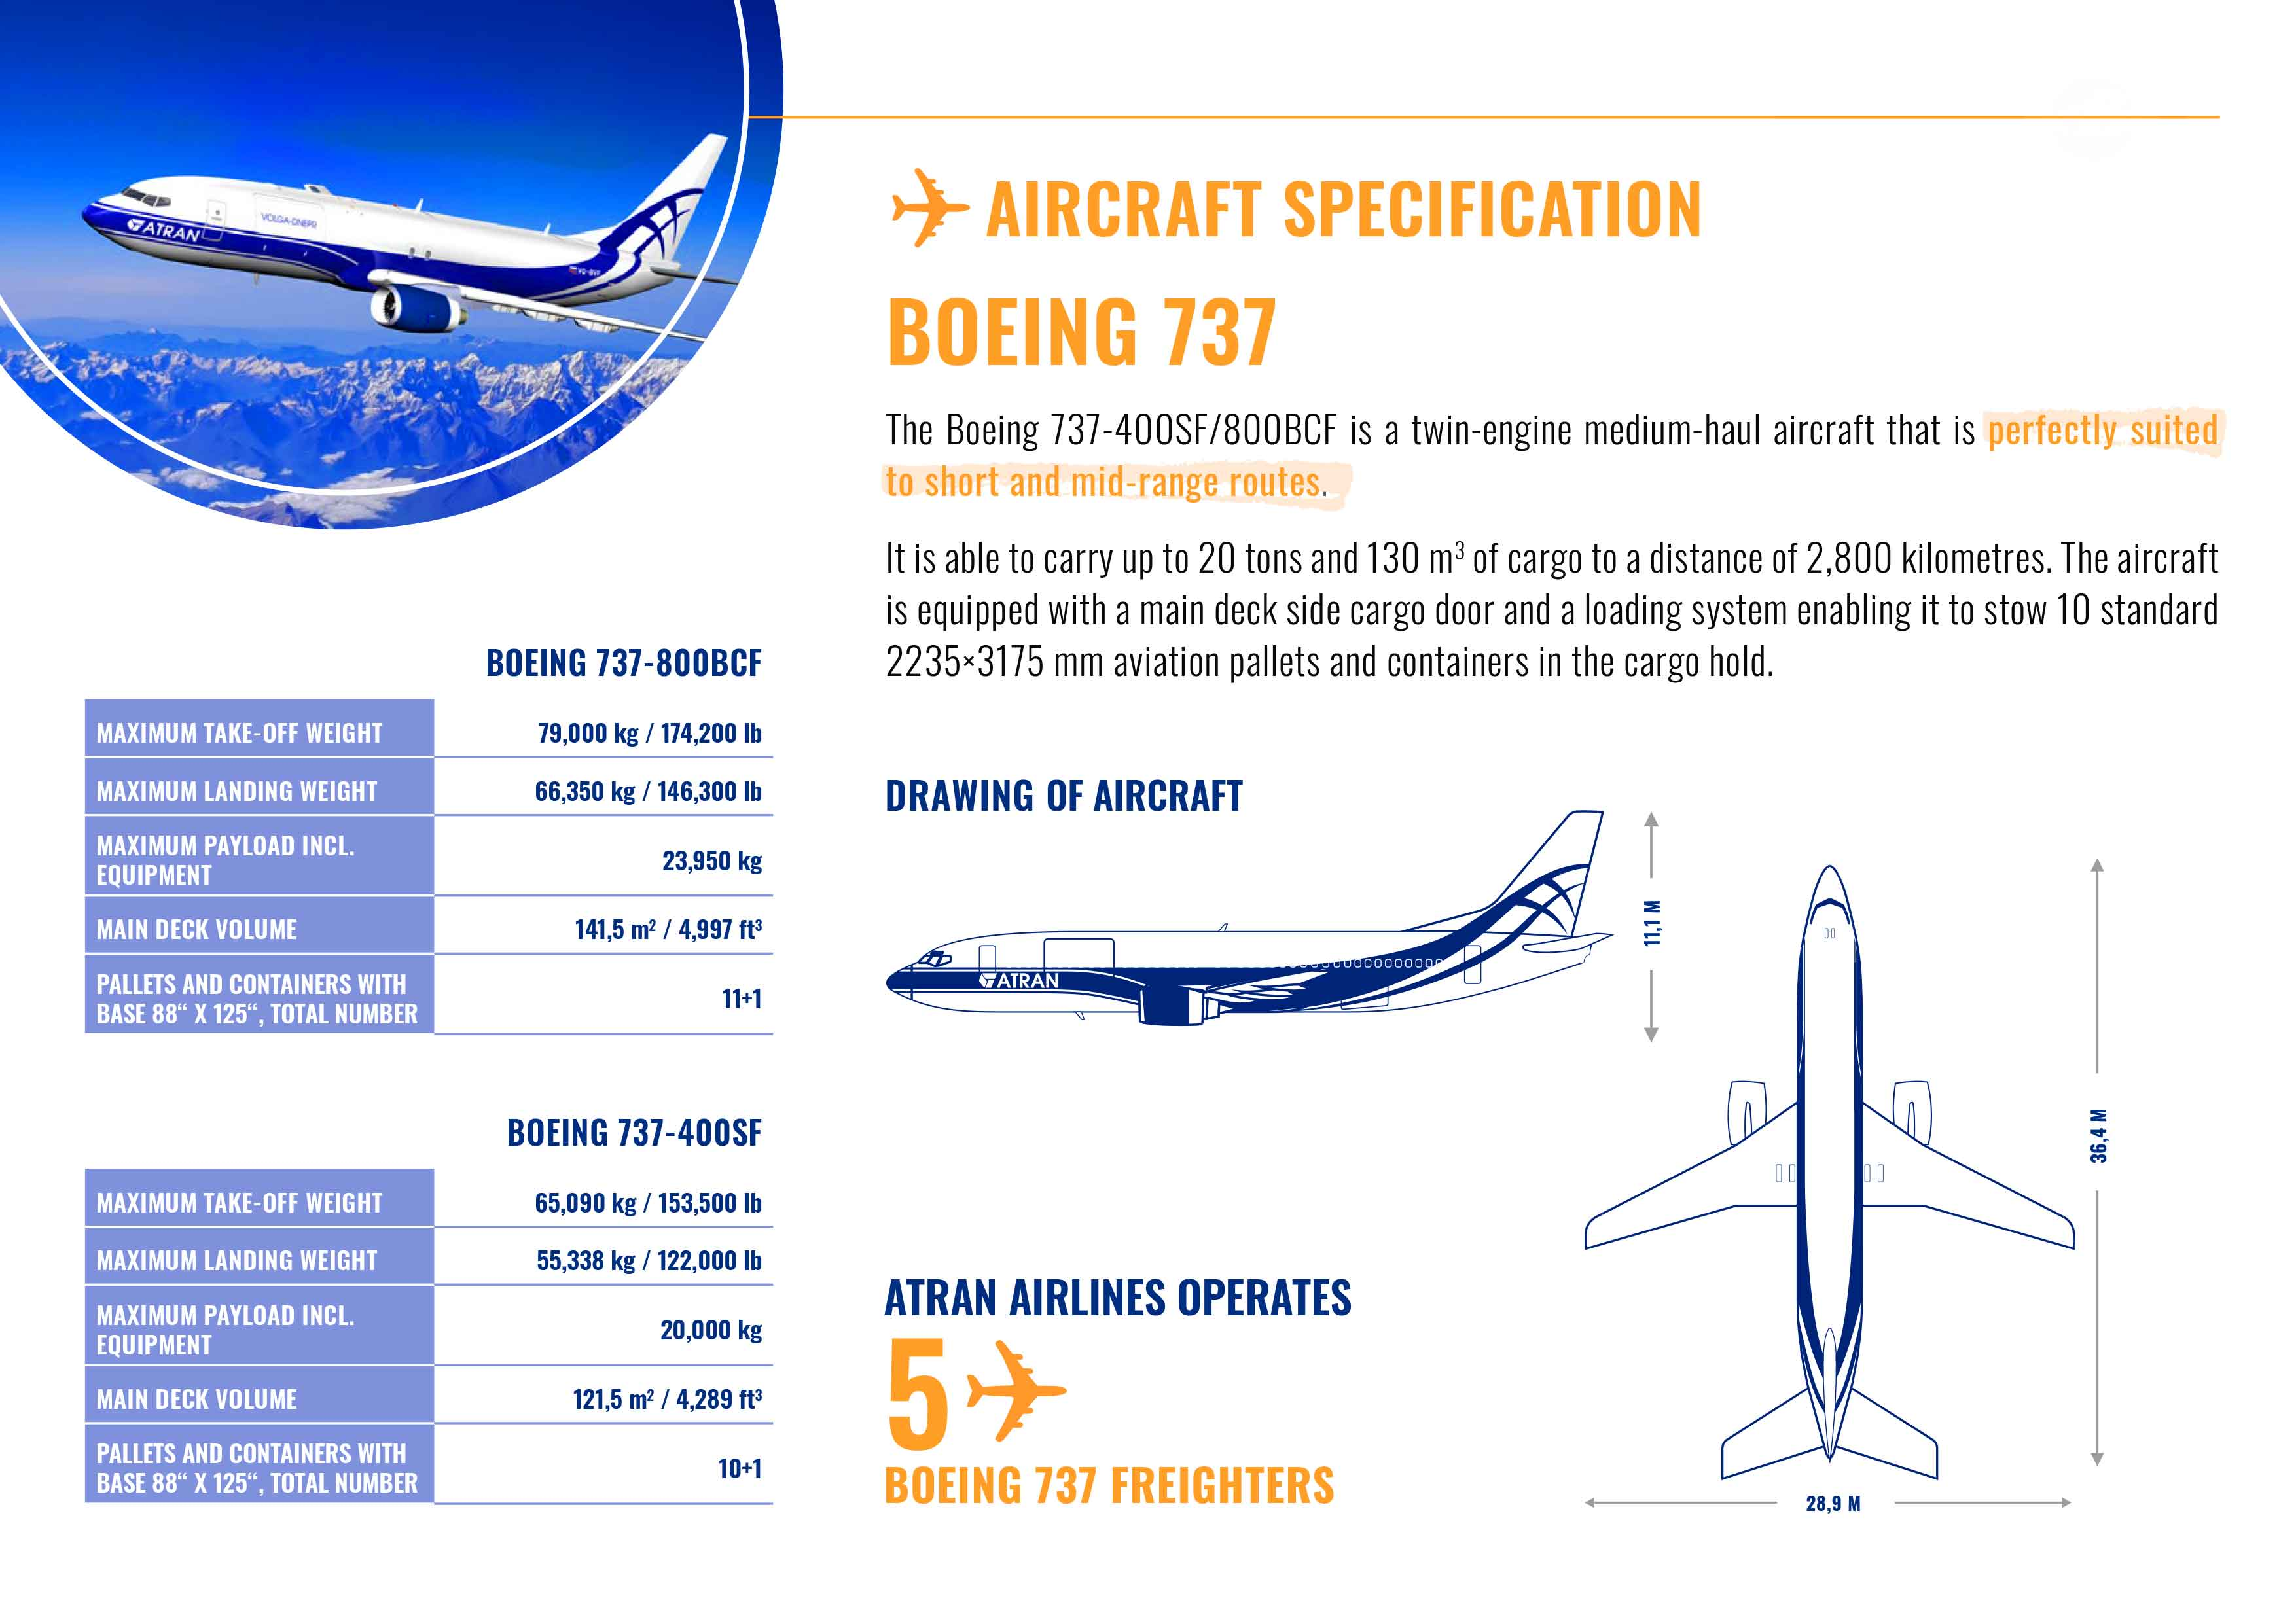 ATRAN
VOLGA-DNEPR
VQ-BVF
AIRCRAFT SPECIFICATION
BOEING 737
The Boeing 737-400SF/800BCF is a twin-engine medium-haul aircraft that is perfectly suited
to short and mid-range routes.
It is able to carry up to 20 tons and 130 m³ of cargo to a distance of 2,800 kilometres. The aircraft
is equipped with a main deck side cargo door and a loading system enabling it to stow 10 standard
2235×3175 mm aviation pallets and containers in the cargo hold.
BOEING 737-800BCF
MAXIMUM TAKE-OFF WEIGHT 79,000 kg / 174,200 lb
MAXIMUM LANDING WEIGHT 66,350 kg / 146,300 lb
MAXIMUM PAYLOAD INCL.
EQUIPMENT 23,950 kg
MAIN DECK VOLUME 141,5 m² / 4,997 ft³
PALLETS AND CONTAINERS WITH
BASE 88“ X 125“, TOTAL NUMBER 11+1
BOEING 737-400SF
MAXIMUM TAKE-OFF WEIGHT 65,090 kg / 153,500 lb
MAXIMUM LANDING WEIGHT 55,338 kg / 122,000 lb
MAXIMUM PAYLOAD INCL.
EQUIPMENT 20,000 kg
MAIN DECK VOLUME 121,5 m² / 4,289 ft³
PALLETS AND CONTAINERS WITH
BASE 88“ X 125“, TOTAL NUMBER 10+1
DRAWING OF AIRCRAFT
ATRAN
11,1 M
36,4 M
28,9 M
ATRAN AIRLINES OPERATES
5
BOEING 737 FREIGHTERS